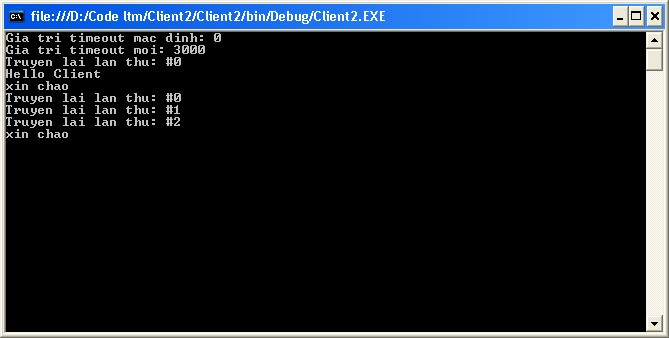 file:///D:/Code ltm/Client2/Client2/bin/Debug/Client2.EXE
Gia tri timeout mac dinh: 0
Gia tri timeout moi: 3000
Truyen lai lan thu: #0
Hello Client
xin chao
Truyen lai lan thu: #0
Truyen lai lan thu: #1
Truyen lai lan thu: #2
xin chao